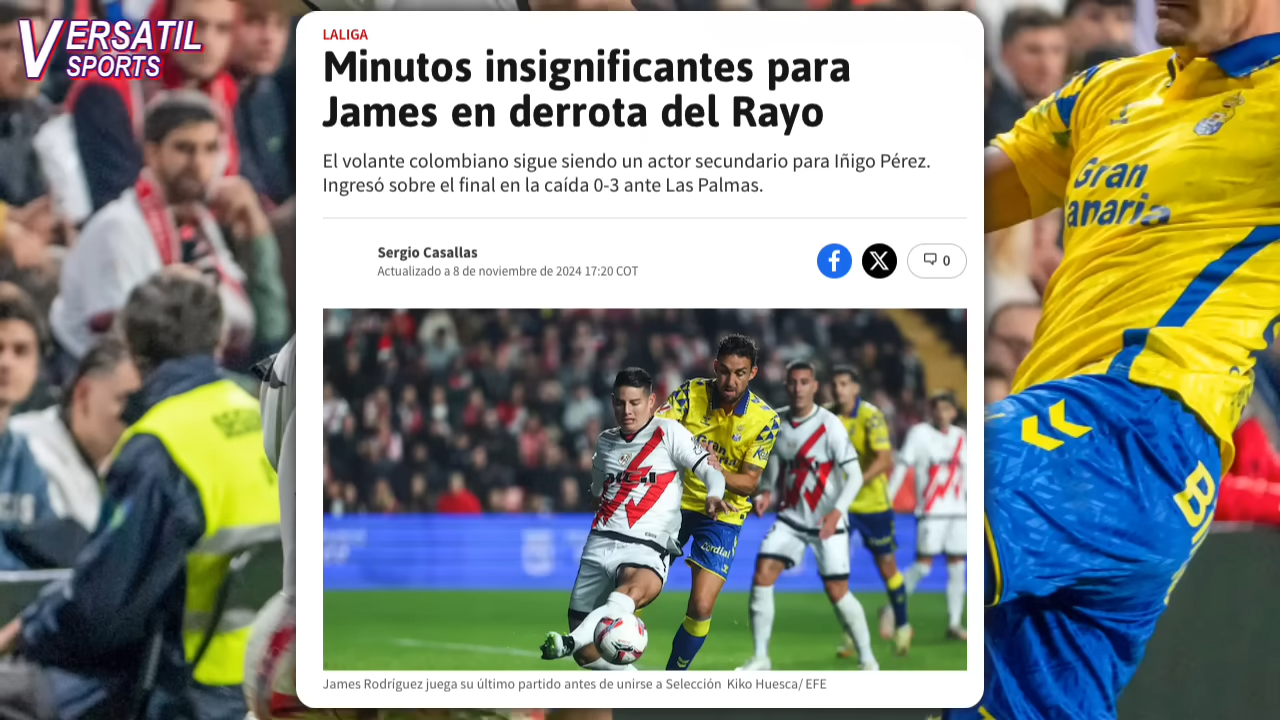 VERSATIL
SPORTS
LALIGA
Minutos insignificantes para
James en derrota del Rayo
El volante colombiano sigue siendo un actor secundario para Iñigo Pérez.
Ingresó sobre el final en la caída 0-3 ante Las Palmas.
Sergio Casallas
Actualizado a 8 de noviembre de 2024 17:20 COT
0
Gran
Canaria
Gran
Cordial
James Rodríguez juega su último partido antes de unirse a Selección Kiko Huesca/ EFE